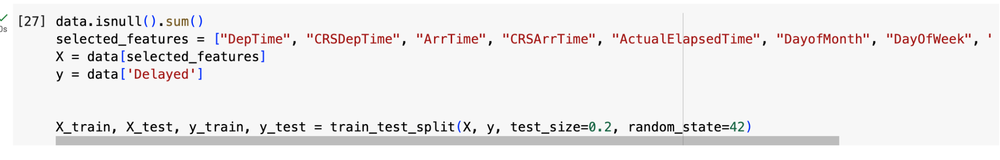 [27] data.isnull().sum()
0s
selected_features = ["DepTime", "CRSDepTime", "ArrTime", "CRSArrTime", "ActualElapsedTime", "DayofMonth", "DayOfWeek", '
X = data[selected_features]
y = data['Delayed']
X_train, X_test, y_train, y_test = train_test_split(X, y, test_size=0.2, random_state=42)